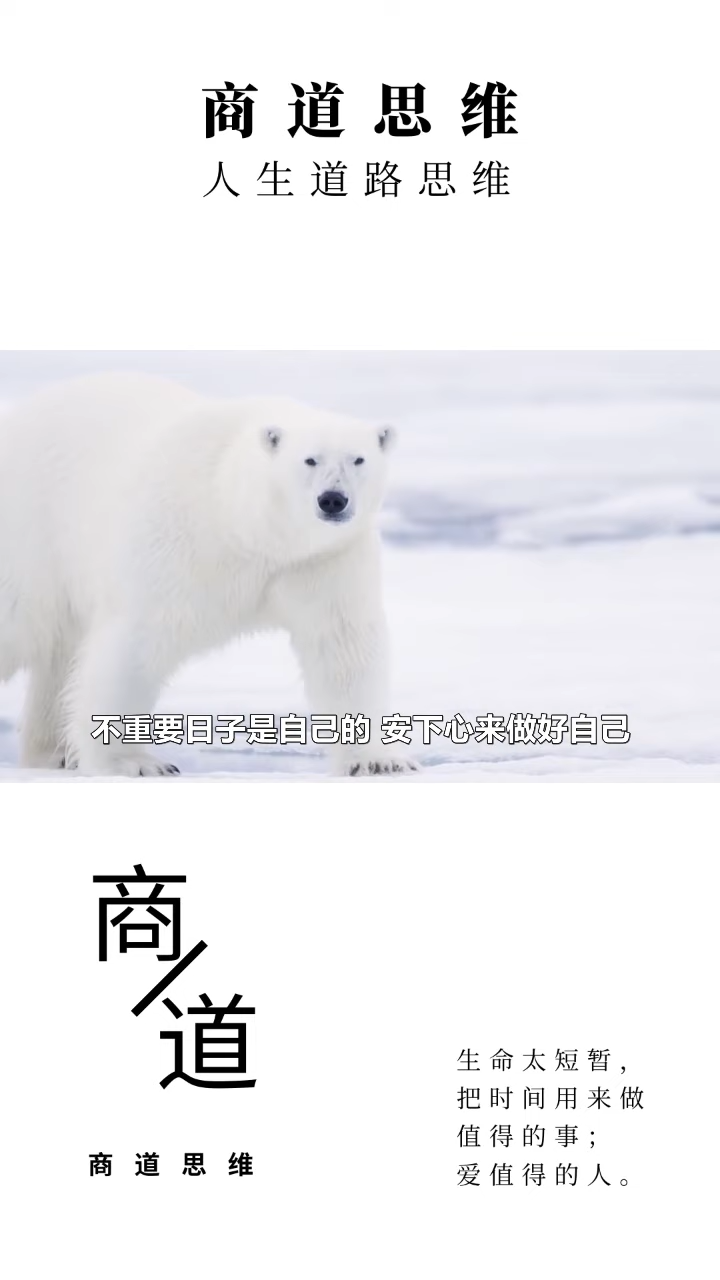 商道思维
人生道路思维
不重要日子是自己的 安下心来做好自己
商/道
商道思维
生命太短暂，
把时间用来做
值得的事；
爱值得的人。